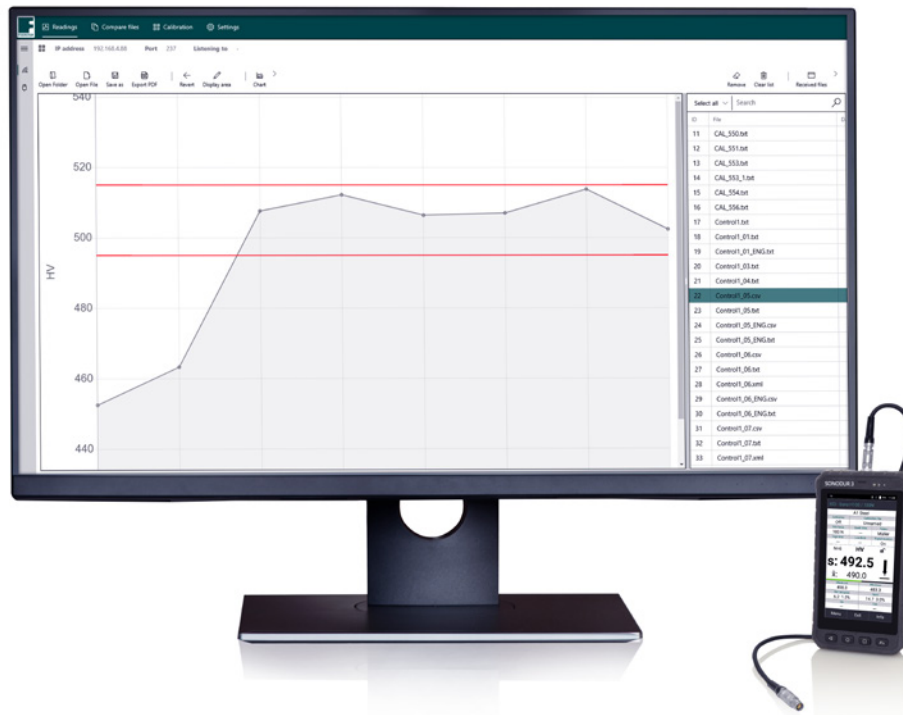 Readings Compare files Calibration Settings
IP address 192.168.4.88 Port 237 Listening to -
Open Folder Open File Save as Export PDF Revert Display area Chart Remove Clear list Received files
Select all Search
ID File D
540
520
500
480
460
440
HV
11 CAL_550.txt
12 CAL_551.txt
13 CAL_553.txt
14 CAL_553_1.txt
15 CAL_554.txt
16 CAL_556.txt
17 Control1.txt
18 Control1_01.txt
19 Control1_01_ENG.txt
20 Control1_03.txt
21 Control1_04.txt
22 Control1_05.csv
23 Control1_05.txt
24 Control1_05_ENG.csv
25 Control1_05_ENG.txt
26 Control1_06.csv
27 Control1_06.txt
28 Control1_06.xml
29 Control1_06_ENG.csv
30 Control1_06_ENG.txt
31 Control1_07.csv
32 Control1_07.txt
33 Control1_07.xml
SONODUR 3
Off
HV
s: 492.5
k: 490.0
Menu Info